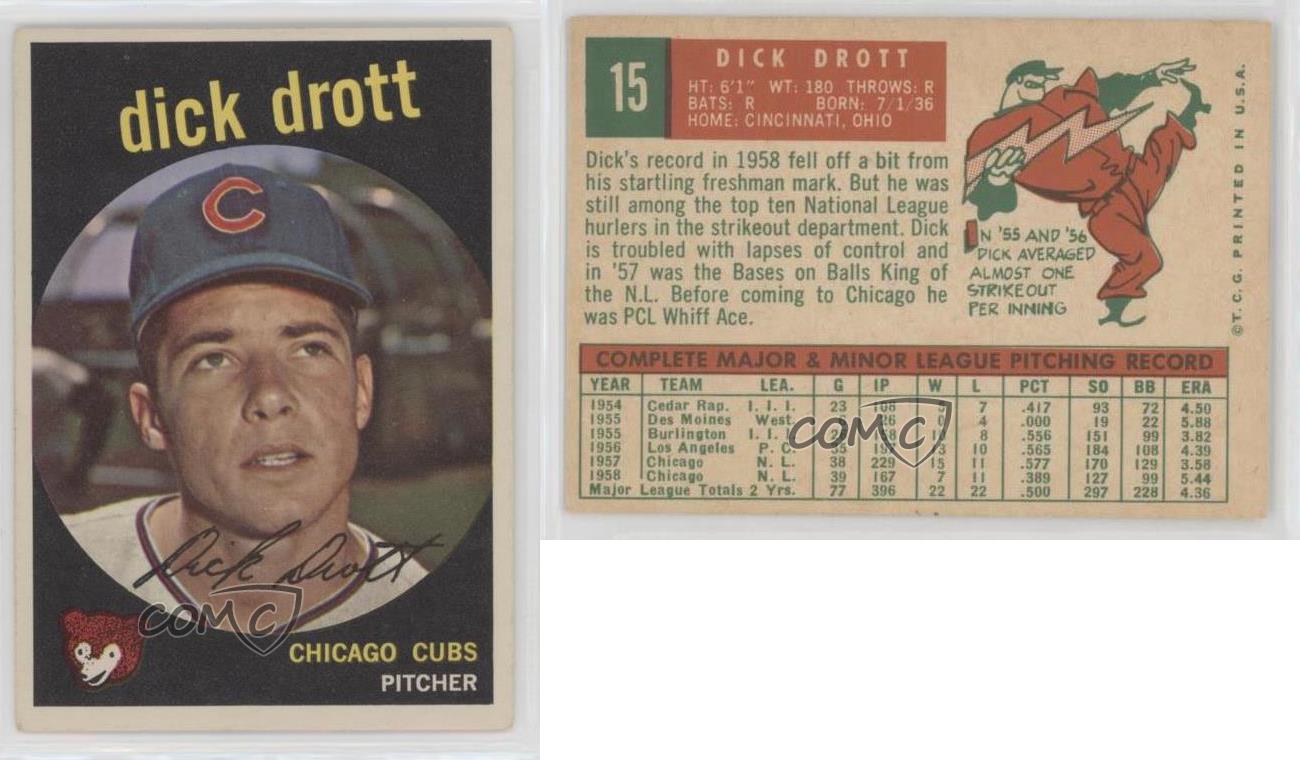 dick drott
C
Dick Drott
COMC
CHICAGO CUBS
PITCHER
15
DICK DROTT
HT: 6'1" WT: 180 THROWS: R
BATS: R BORN: 7/1/36
HOME: CINCINNATI, OHIO
Dick's record in 1958 fell off a bit from
his startling freshman mark. But he was
still among the top ten National League
hurlers in the strikeout department. Dick
is troubled with lapses of control and
in '57 was the Bases on Balls King of
the N.L. Before coming to Chicago he
was PCL Whiff Ace.
IN '55 AND '56
DICK AVERAGED
ALMOST ONE
STRIKEOUT
PER INNING
©T.C.G. PRINTED IN U.S.A.
COMPLETE MAJOR & MINOR LEAGUE PITCHING RECORD
YEAR TEAM LEA. G IP W L PCT SO BB ERA
1954 Cedar Rap. I. I. I. 23 108 7 .417 93 72 4.50
1955 Des Moines West. 26 4 .000 19 22 5.88
1955 Burlington I. I. I. 10 8 .556 151 99 3.82
1956 Los Angeles P. C. 35 197 13 10 .565 184 108 4.39
1957 Chicago N. L. 38 229 15 11 .577 170 129 3.58
1958 Chicago N. L. 39 167 7 11 .389 127 99 5.44
Major League Totals 2 Yrs. 77 396 22 22 .500 297 228 4.36
COMC